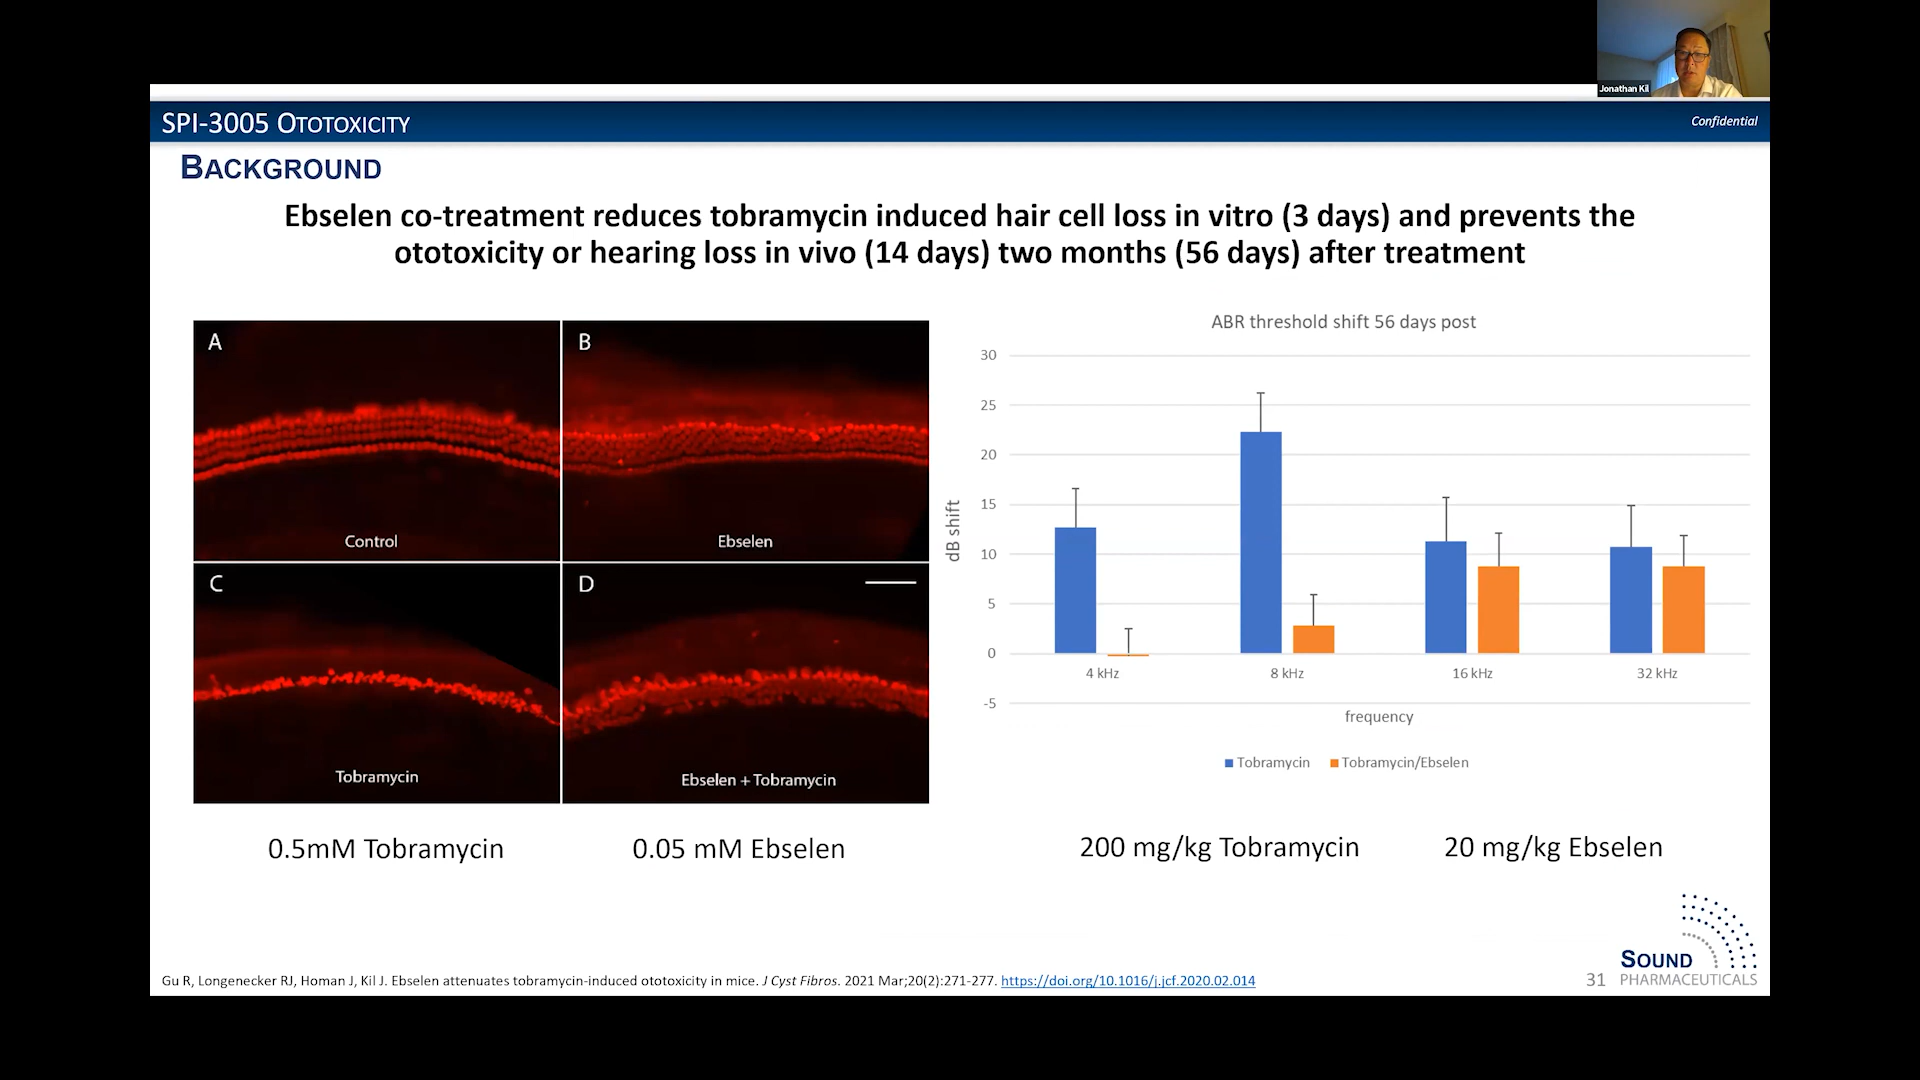 Jonathan Kil
SPI-3005 OTOTOXICITY
Confidential
BACKGROUND
Ebselen co-treatment reduces tobramycin induced hair cell loss in vitro (3 days) and prevents the
ototoxicity or hearing loss in vivo (14 days) two months (56 days) after treatment
A
B
Control
Ebselen
C
D
Tobramycin
Ebselen + Tobramycin
0.5mM Tobramycin
0.05 mM Ebselen
ABR threshold shift 56 days post
dB shift
30
25
20
15
10
5
0
-5
4 kHz
8 kHz
16 kHz
32 kHz
frequency
Tobramycin
Tobramycin/Ebselen
200 mg/kg Tobramycin
20 mg/kg Ebselen
Gu R, Longenecker RJ, Homan J, Kil J. Ebselen attenuates tobramycin-induced ototoxicity in mice. J Cyst Fibros. 2021 Mar;20(2):271-277. https://doi.org/10.1016/j.jcf.2020.02.014
31
SOUND
PHARMACEUTICALS